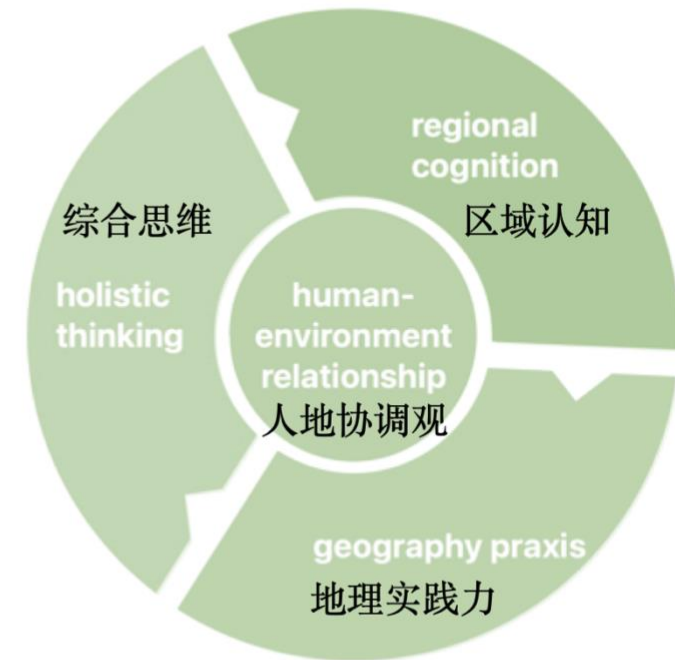 regional
cognition
区域认知
综合思维
holistic
thinking
human-
environment
relationship
人地协调观
geography praxis
地理实践力